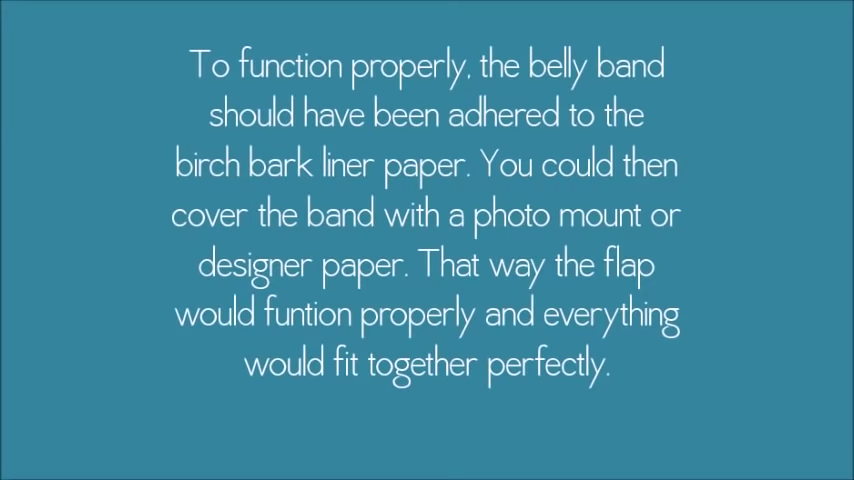 To function properly, the belly band
should have been adhered to the
birch bark liner paper. You could then
cover the band with a photo mount or
designer paper. That way the flap
would funtion properly and everything
would fit together perfectly.